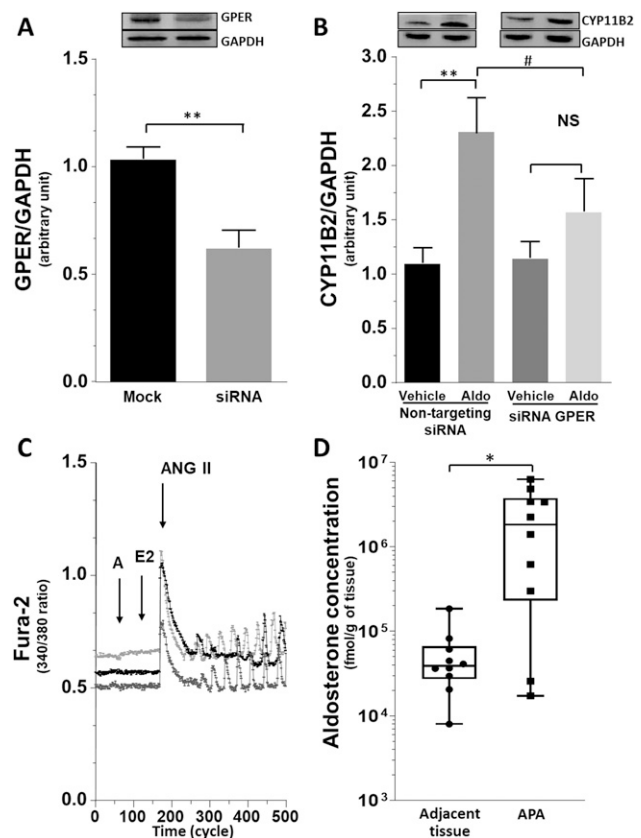 A
GPER
GAPDH
**
GPER/GAPDH
(arbitrary unit)
1.5
1.0
0.5
0.0
Mock
siRNA
B
CYP11B2
GAPDH
CYP11B2/GAPDH
(arbitrary unit)
3.0
2.5
2.0
1.5
1.0
0.5
0.0
**
#
NS
Vehicle Aldo Vehicle Aldo
Non-targeting siRNA GPER
siRNA
C
Fura-2
(340/380 ratio)
1.5
1.0
0.5
0.0
A
E2
ANG II
0 100 200 300 400 500
Time (cycle)
D
Aldosterone concentration
(fmol/g of tissue)
10⁷
10⁶
10⁵
10⁴
10³
*
Adjacent APA
tissue